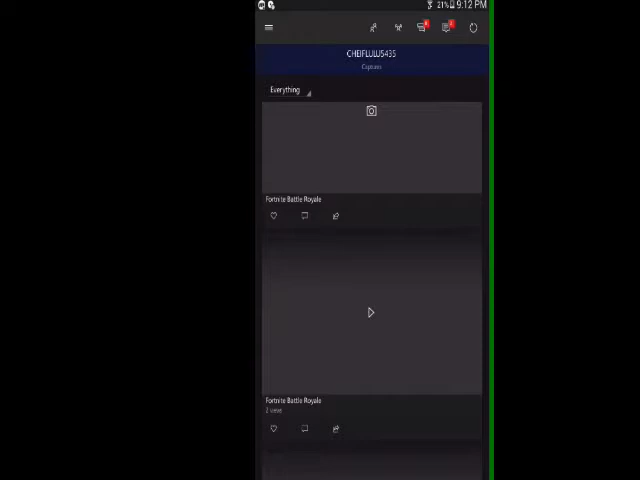 21% 9:12 PM
CHEIFLULU5435
Captures
Everything
Fortnite Battle Royale
Fortnite Battle Royale
2 views